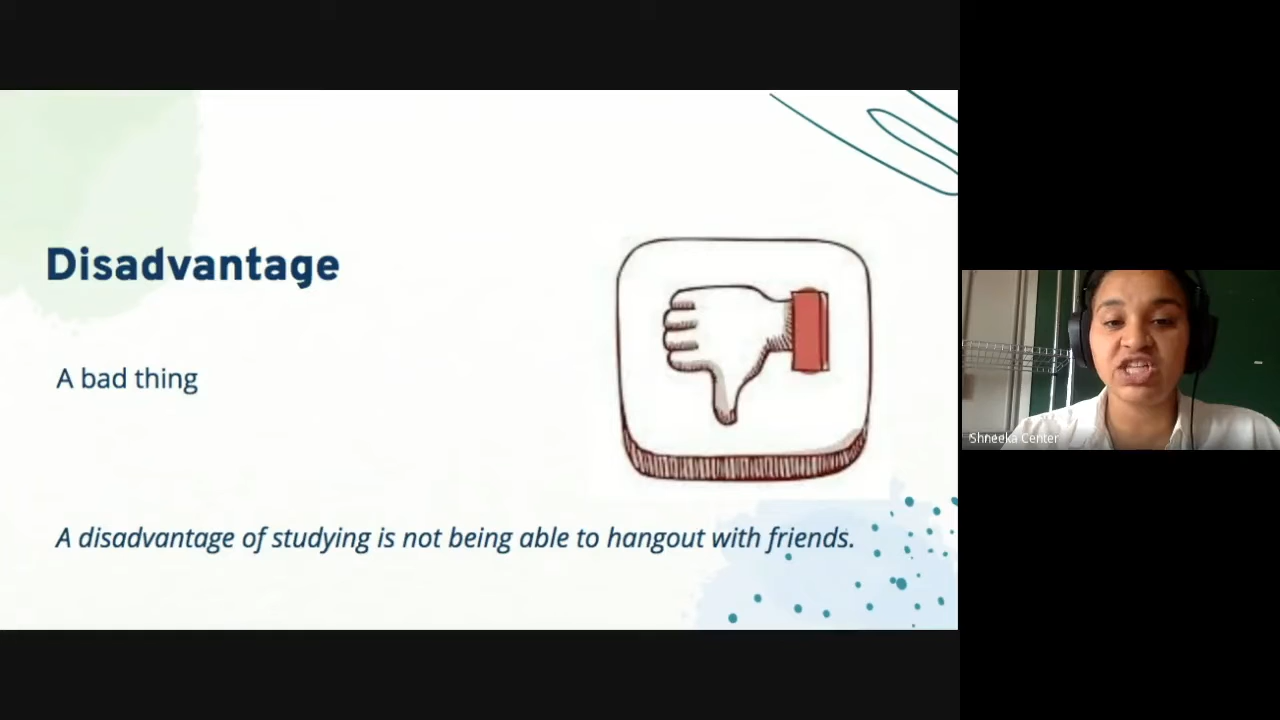 Disadvantage
A bad thing
A disadvantage of studying is not being able to hangout with friends.
Shneeka Center